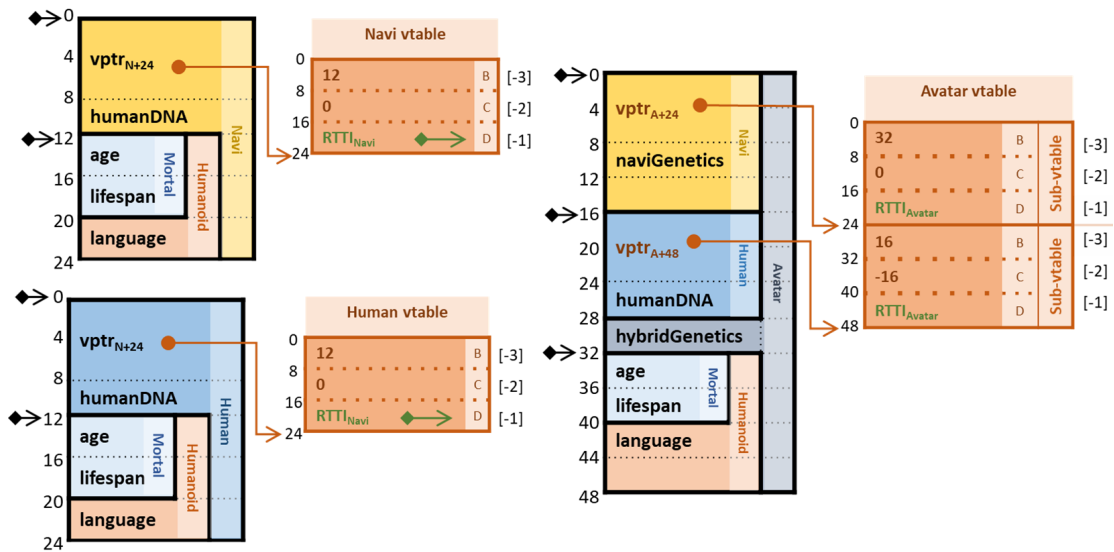 0
4
8
12
16
20
24
vptrN+24
humanDNA
age
lifespan
language
Mortal
Humanoid
Navi
Navi vtable
0
8
16
24
12
0
RTTINavi
B
C
D
[-3]
[-2]
[-1]
0
4
8
12
16
20
24
vptrN+24
humanDNA
age
lifespan
language
Mortal
Humanoid
Human
Human vtable
0
8
16
24
12
0
RTTINavi
B
C
D
[-3]
[-2]
[-1]
0
4
8
12
16
20
24
28
32
36
40
44
48
vptrA+24
naviGenetics
Navi
vptrA+48
humanDNA
Human
hybridGenetics
age
lifespan
language
Mortal
Humanoid
Avatar
Avatar vtable
0
8
16
24
32
40
48
32
0
RTTIAvatar
B
C
D
Sub-vtable
[-3]
[-2]
[-1]
16
-16
RTTIAvatar
B
C
D
Sub-vtable
[-3]
[-2]
[-1]